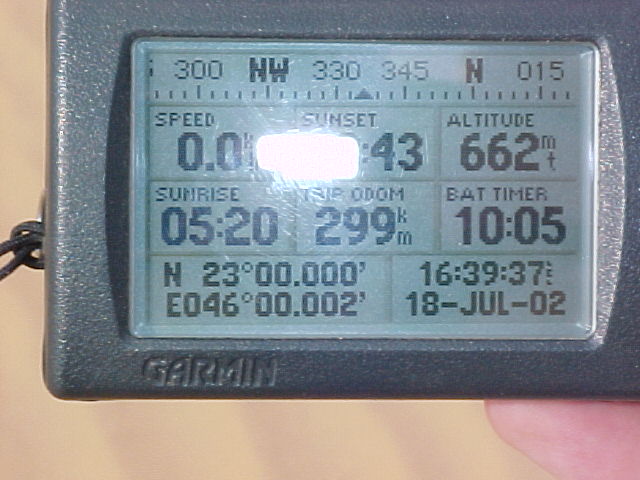 300 NW 330 345 N 015
SPEED SUNSET ALTITUDE
0.0 :43 662 m t
SUNRISE TRIP ODOM BAT TIMER
05:20 299 k m 10:05
N 23°00.000' 16:39:37
E046°00.002' 18-JUL-02
GARMIN